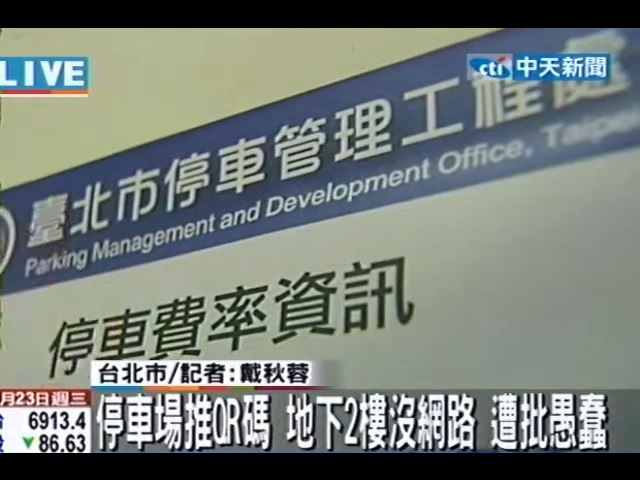 LIVE
cti 中天新聞
臺北市停車管理工程處
Parking Management and Development Office, Taipei
停車費率資訊
台北市/記者:戴秋蓉
月23日週三
停車場推QR碼 地下2樓沒網路 遭批愚蠢
6913.4
▼ 86.63